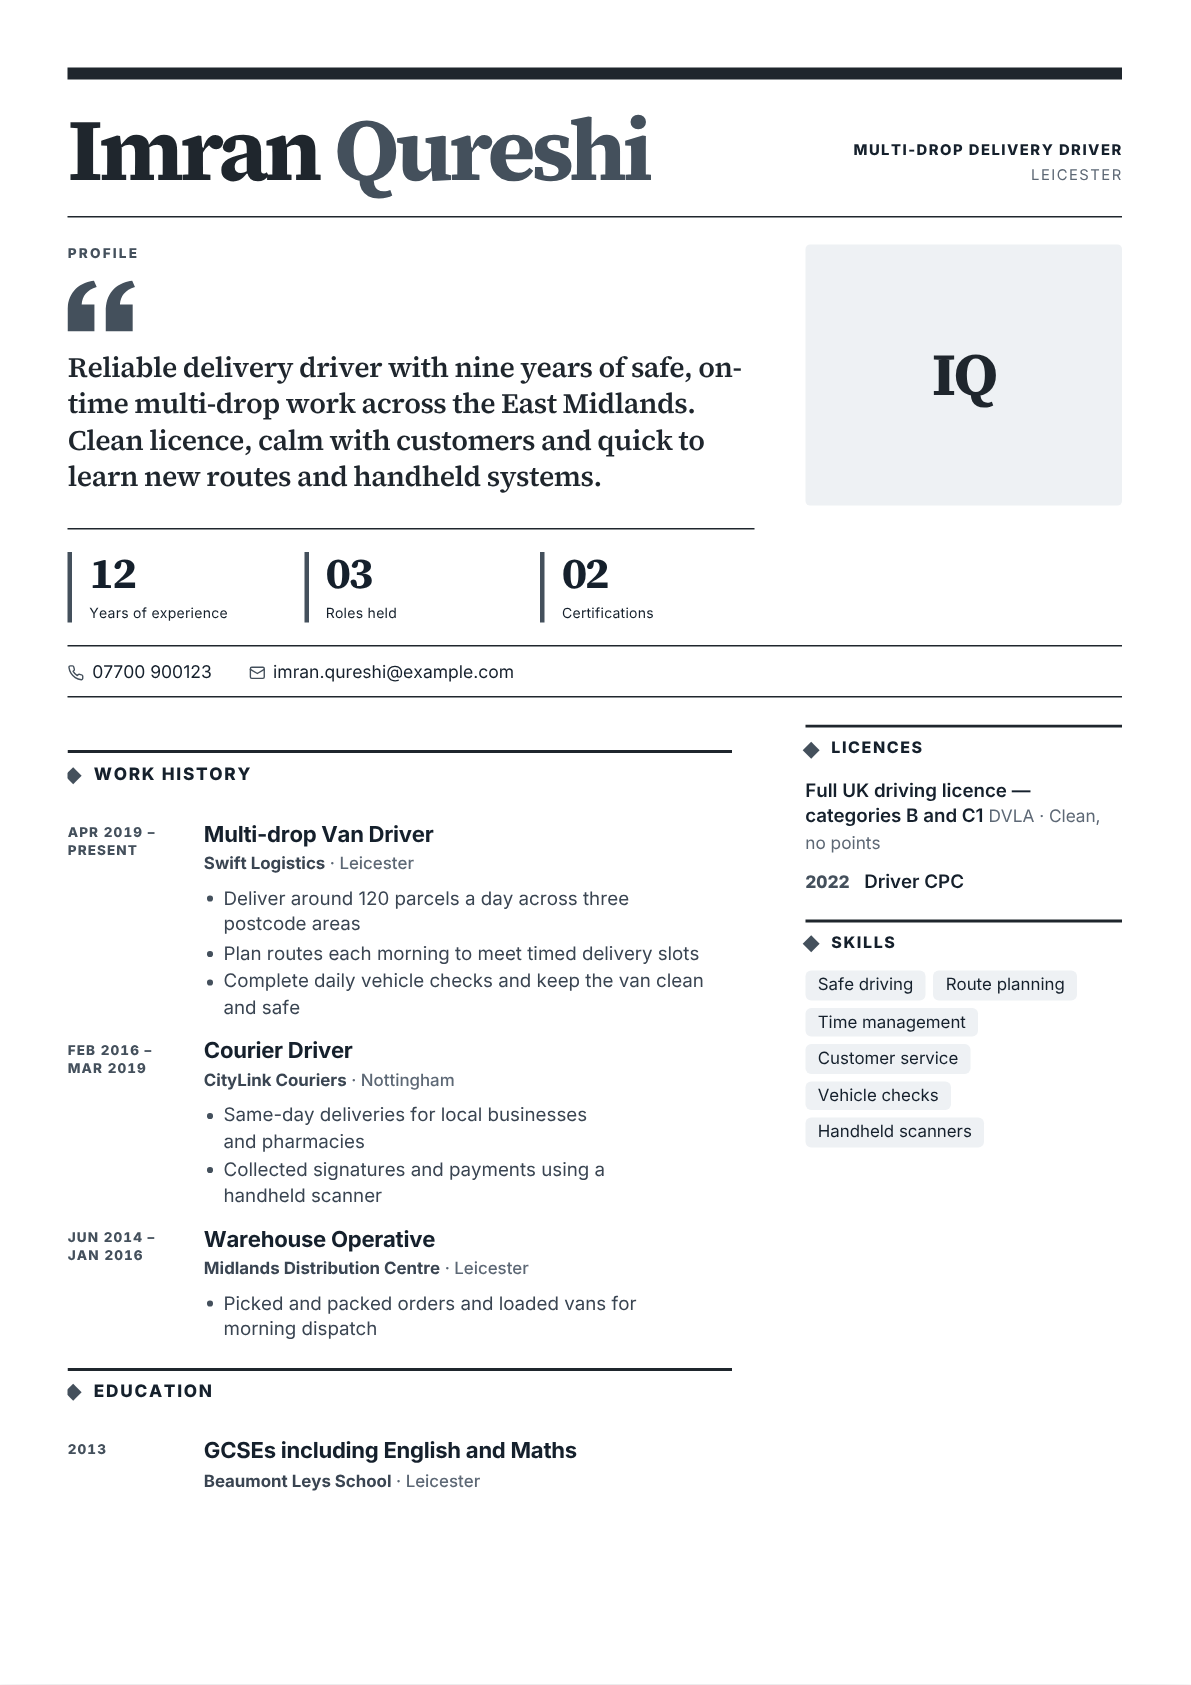 Imran Qureshi
MULTI-DROP DELIVERY DRIVER
LEICESTER
PROFILE
“
Reliable delivery driver with nine years of safe, on-
time multi-drop work across the East Midlands.
Clean licence, calm with customers and quick to
learn new routes and handheld systems.
IQ
12
Years of experience
03
Roles held
02
Certifications
07700 900123
imran.qureshi@example.com
WORK HISTORY
APR 2019 –
PRESENT
Multi-drop Van Driver
Swift Logistics · Leicester
• Deliver around 120 parcels a day across three
postcode areas
• Plan routes each morning to meet timed delivery slots
• Complete daily vehicle checks and keep the van clean
and safe
FEB 2016 –
MAR 2019
Courier Driver
CityLink Couriers · Nottingham
• Same-day deliveries for local businesses
and pharmacies
• Collected signatures and payments using a
handheld scanner
JUN 2014 –
JAN 2016
Warehouse Operative
Midlands Distribution Centre · Leicester
• Picked and packed orders and loaded vans for
morning dispatch
EDUCATION
2013
GCSEs including English and Maths
Beaumont Leys School · Leicester
LICENCES
Full UK driving licence —
categories B and C1 DVLA · Clean,
no points
2022 Driver CPC
SKILLS
Safe driving
Route planning
Time management
Customer service
Vehicle checks
Handheld scanners